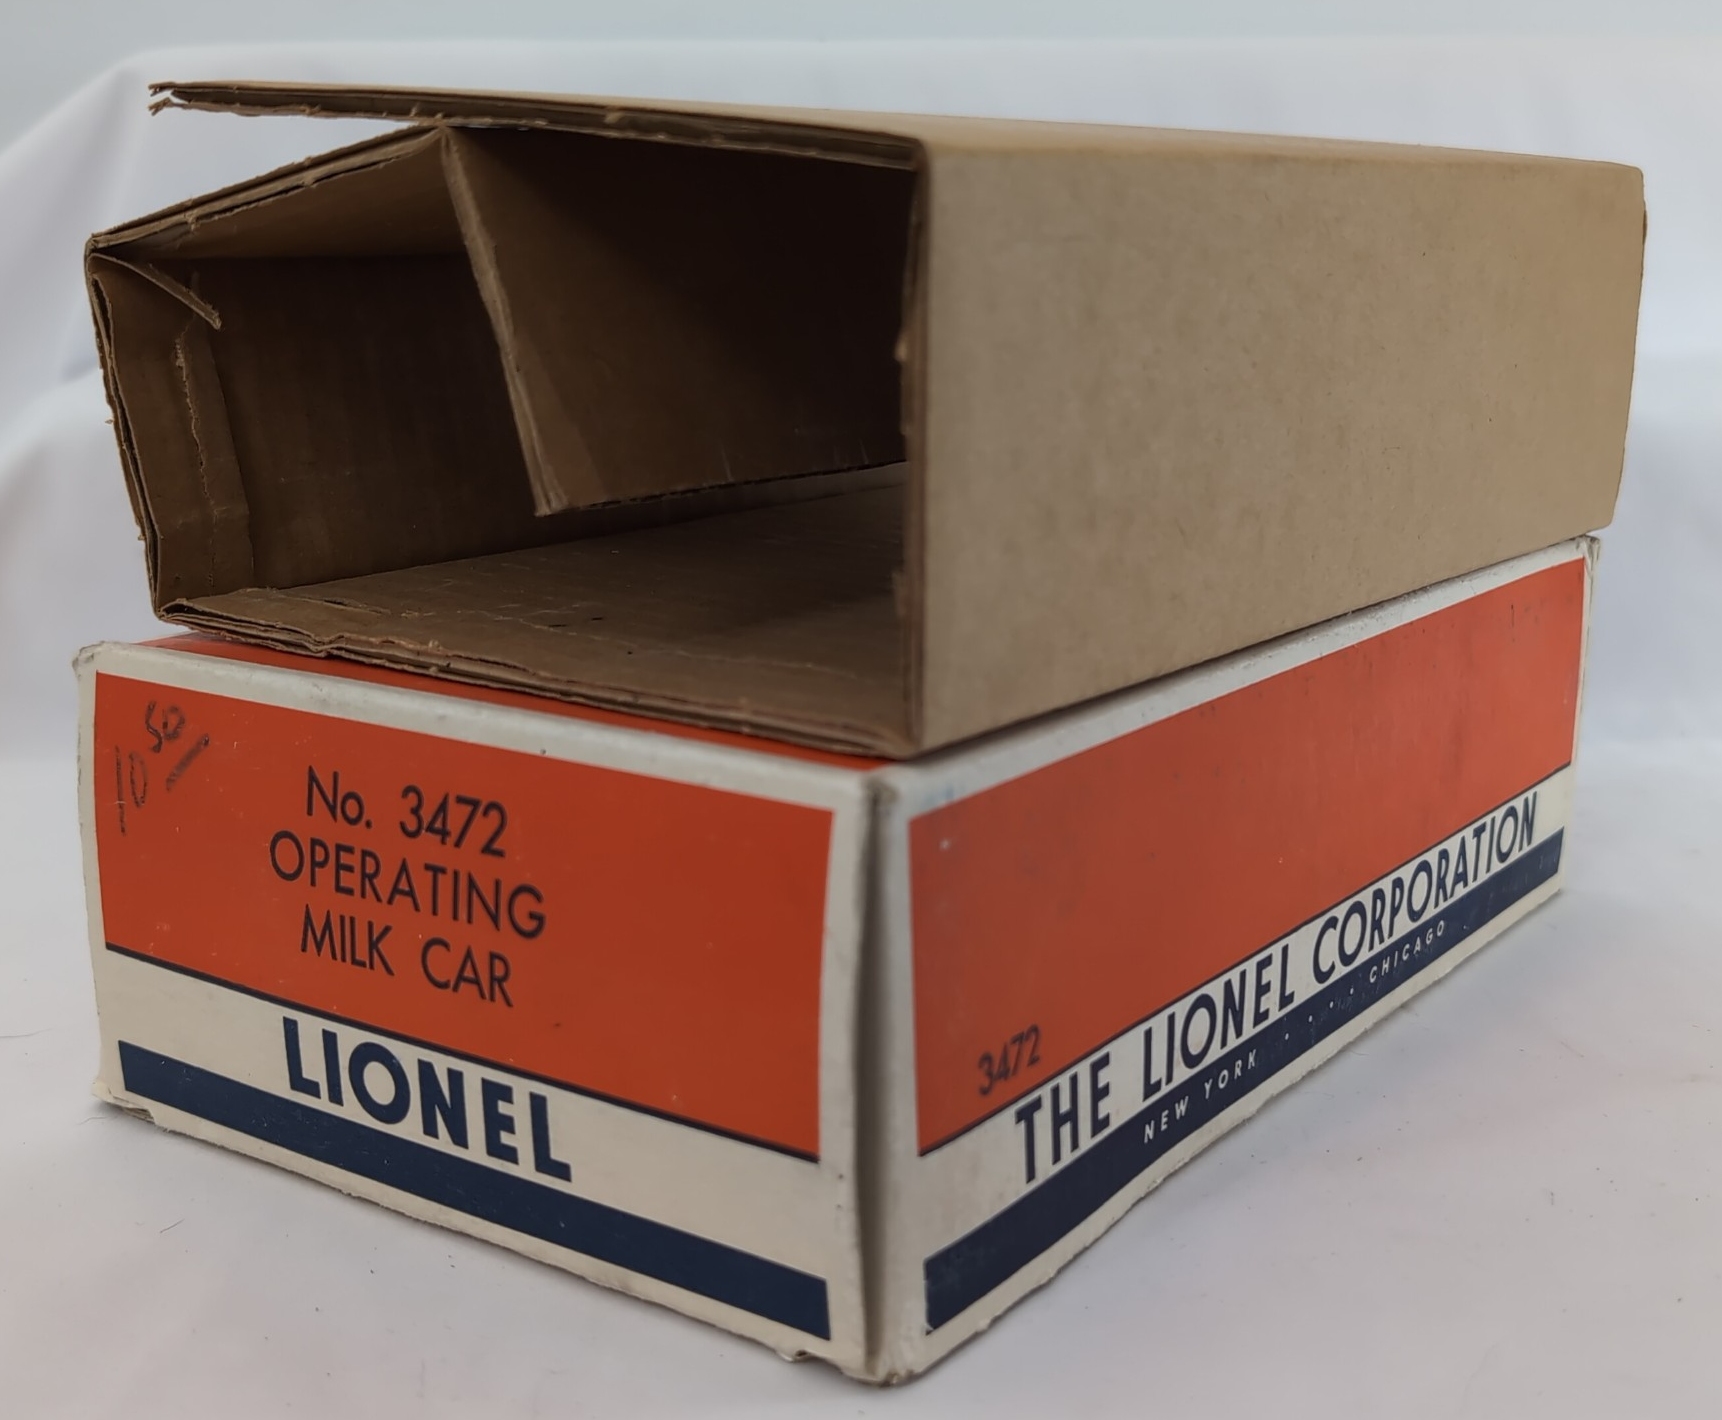 10 50/
No. 3472
OPERATING
MILK CAR
LIONEL
3472
THE LIONEL CORPORATION
NEW YORK . . . . CHICAGO